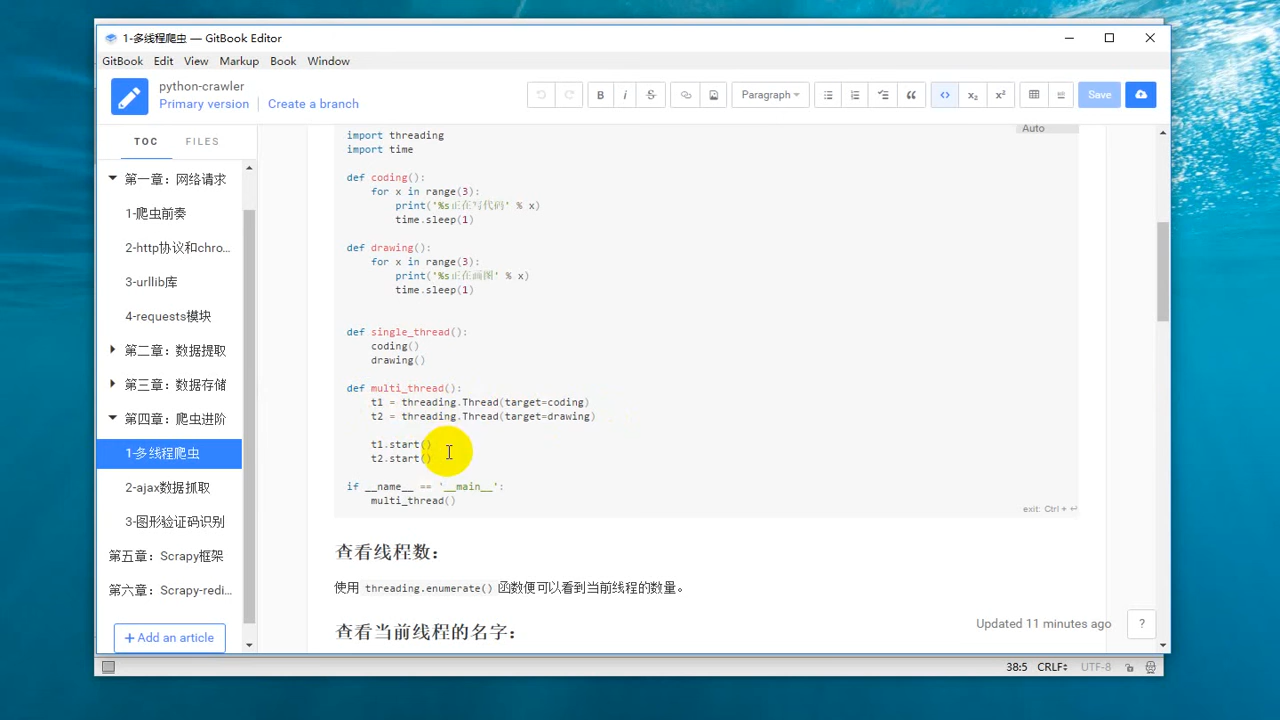 1-多线程爬虫 — GitBook Editor
GitBook Edit View Markup Book Window
python-crawler
Primary version Create a branch
B i S Paragraph x₂ x² Save
TOC FILES
第一章：网络请求
1-爬虫前奏
2-http协议和chro...
3-urllib库
4-requests模块
第二章：数据提取
第三章：数据存储
第四章：爬虫进阶
1-多线程爬虫
2-ajax数据抓取
3-图形验证码识别
第五章：Scrapy框架
第六章：Scrapy-redi...
+ Add an article
Auto
import threading
import time
def coding():
for x in range(3):
print('%s正在写代码' % x)
time.sleep(1)
def drawing():
for x in range(3):
print('%s正在画图' % x)
time.sleep(1)
def single_thread():
coding()
drawing()
def multi_thread():
t1 = threading.Thread(target=coding)
t2 = threading.Thread(target=drawing)
t1.start()
t2.start()
if __name__ == '__main__':
multi_thread()
exit: Ctrl + ↩
查看线程数：
使用 threading.enumerate() 函数便可以看到当前线程的数量。
查看当前线程的名字：
Updated 11 minutes ago ?
38:5 CRLF UTF-8